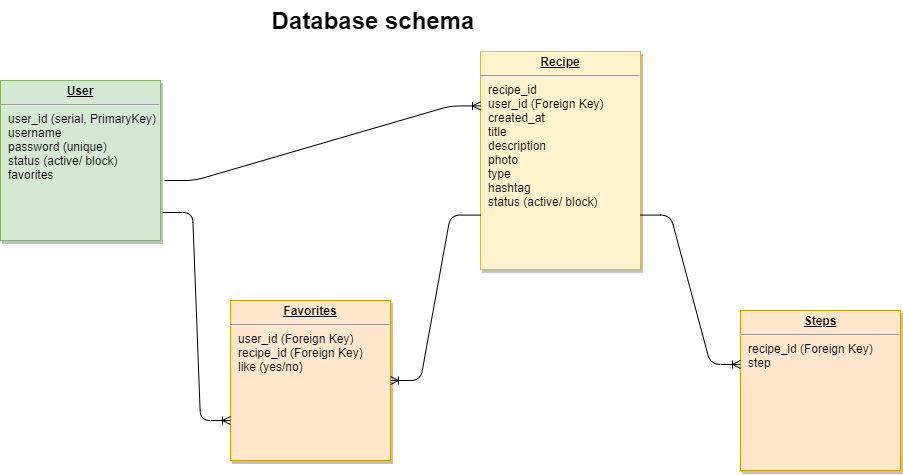 Database schema
User
user_id (serial, PrimaryKey)
username
password (unique)
status (active/ block)
favorites
Recipe
recipe_id
user_id (Foreign Key)
created_at
title
description
photo
type
hashtag
status (active/ block)
Favorites
user_id (Foreign Key)
recipe_id (Foreign Key)
like (yes/no)
Steps
recipe_id (Foreign Key)
step